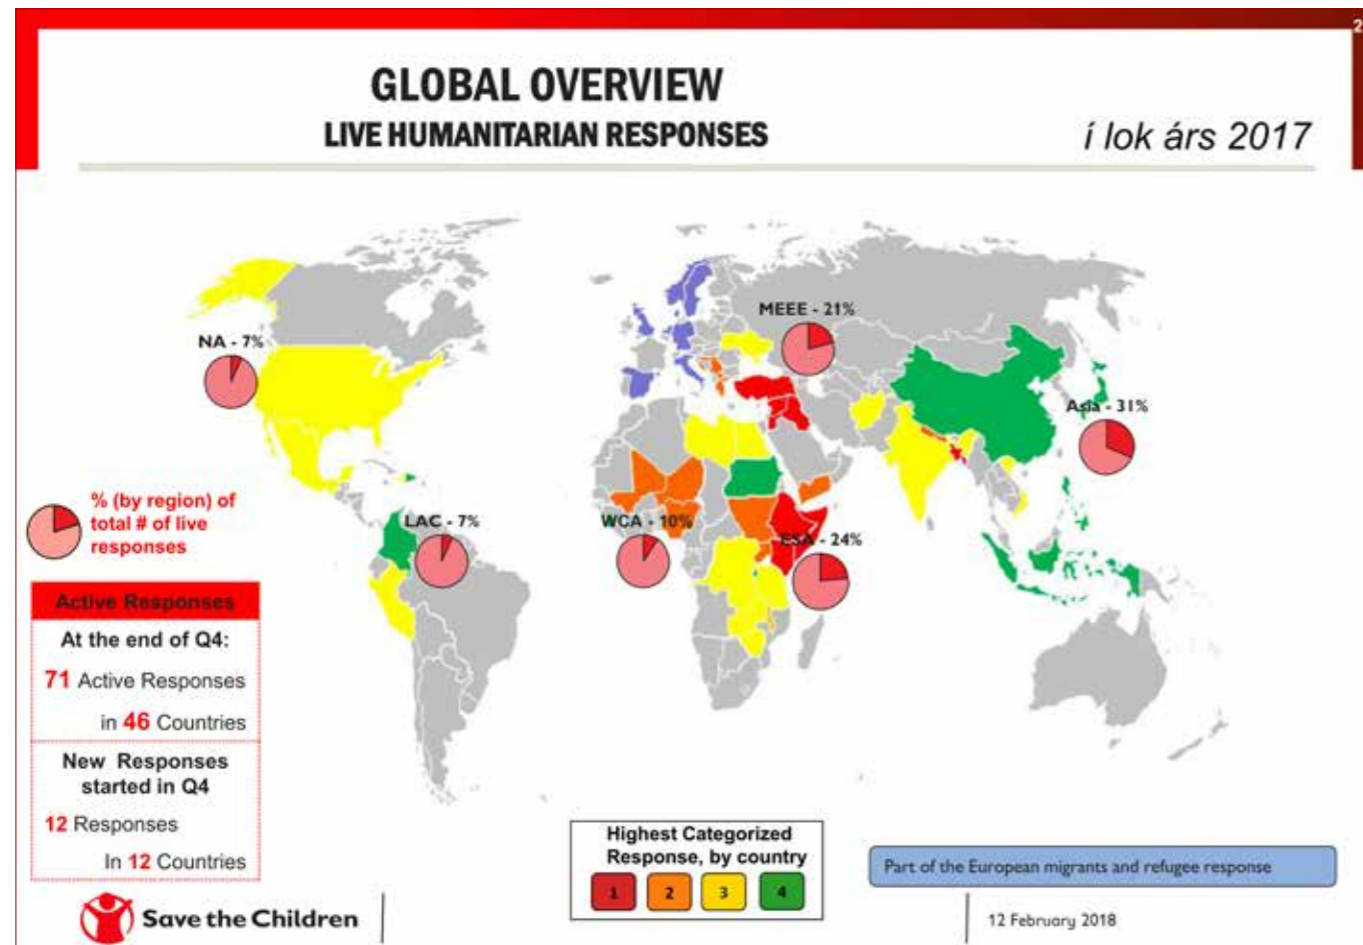 2
GLOBAL OVERVIEW
LIVE HUMANITARIAN RESPONSES
í lok árs 2017
NA - 7%
MEEE - 21%
Asia - 31%
% (by region) of
total # of live
responses
LAC - 7%
WCA - 10%
ESA - 24%
Active Responses
At the end of Q4:
71 Active Responses
in 46 Countries
New Responses
started in Q4
12 Responses
In 12 Countries
Highest Categorized
Response, by country
1 2 3 4
Part of the European migrants and refugee response
Save the Children
12 February 2018